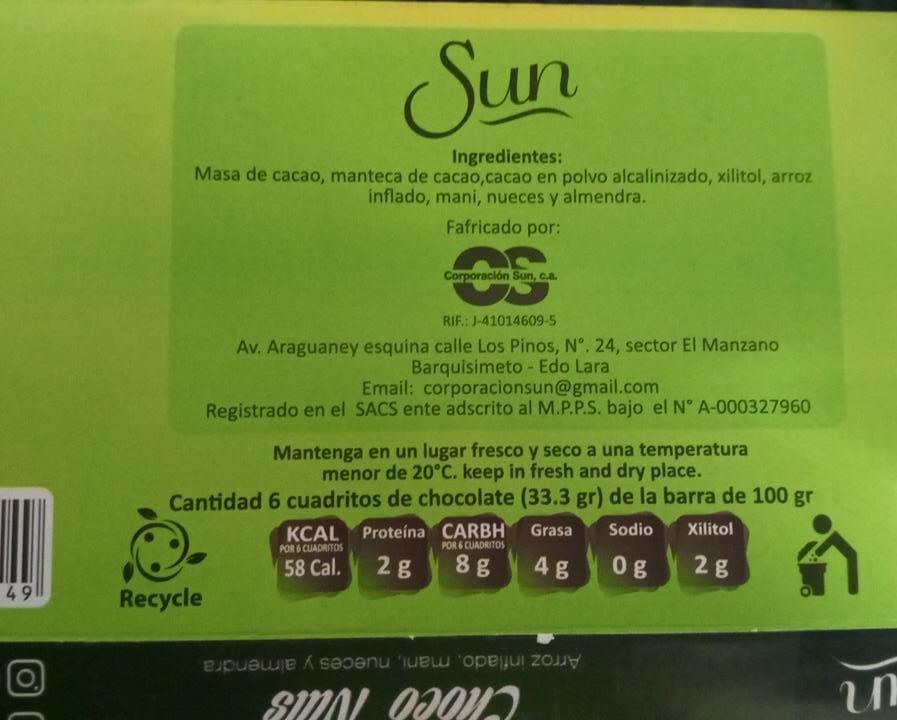 Sun
Ingredientes:
Masa de cacao, manteca de cacao,cacao en polvo alcalinizado, xilitol, arroz
inflado, mani, nueces y almendra.
Fafricado por:
CS
Corporación Sun, c.a.
RIF.: J-41014609-5
Av. Araguaney esquina calle Los Pinos, N°. 24, sector El Manzano
Barquisimeto - Edo Lara
Email: corporacionsun@gmail.com
Registrado en el SACS ente adscrito al M.P.P.S. bajo el N° A-000327960
Mantenga en un lugar fresco y seco a una temperatura
menor de 20°C. keep in fresh and dry place.
Cantidad 6 cuadritos de chocolate (33.3 gr) de la barra de 100 gr
KCAL Proteína CARBH Grasa Sodio Xilitol
POR 6 CUADRITOS POR 6 CUADRITOS
58 Cal. 2 g 8 g 4 g 0 g 2 g
49
Recycle
Arroz inflado, mani, nueces y almendra
Choco Nuts